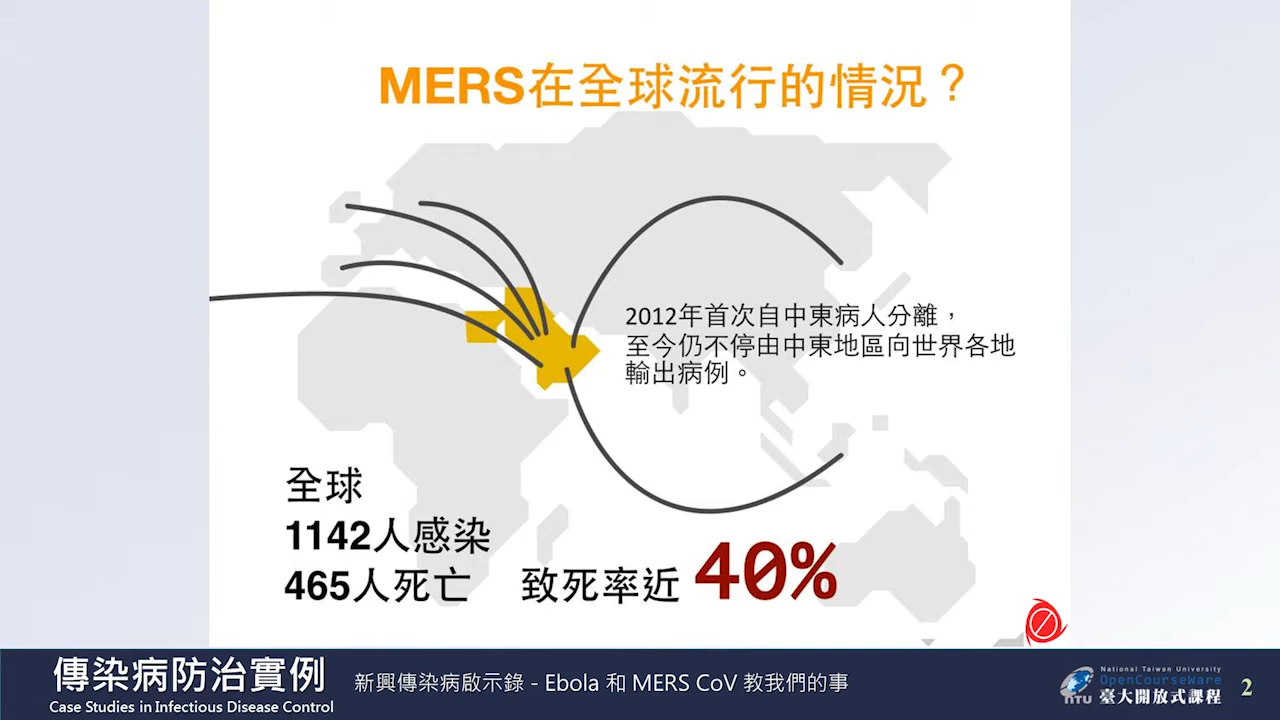 MERS在全球流行的情況？
2012年首次自中東病人分離，
至今仍不停由中東地區向世界各地
輸出病例。
全球
1142人感染
465人死亡 致死率近 40%
傳染病防治實例
Case Studies in Infectious Disease Control
新興傳染病啟示錄 - Ebola 和 MERS CoV 教我們的事
NTU
National Taiwan University
OpenCourseWare
臺大開放式課程
2